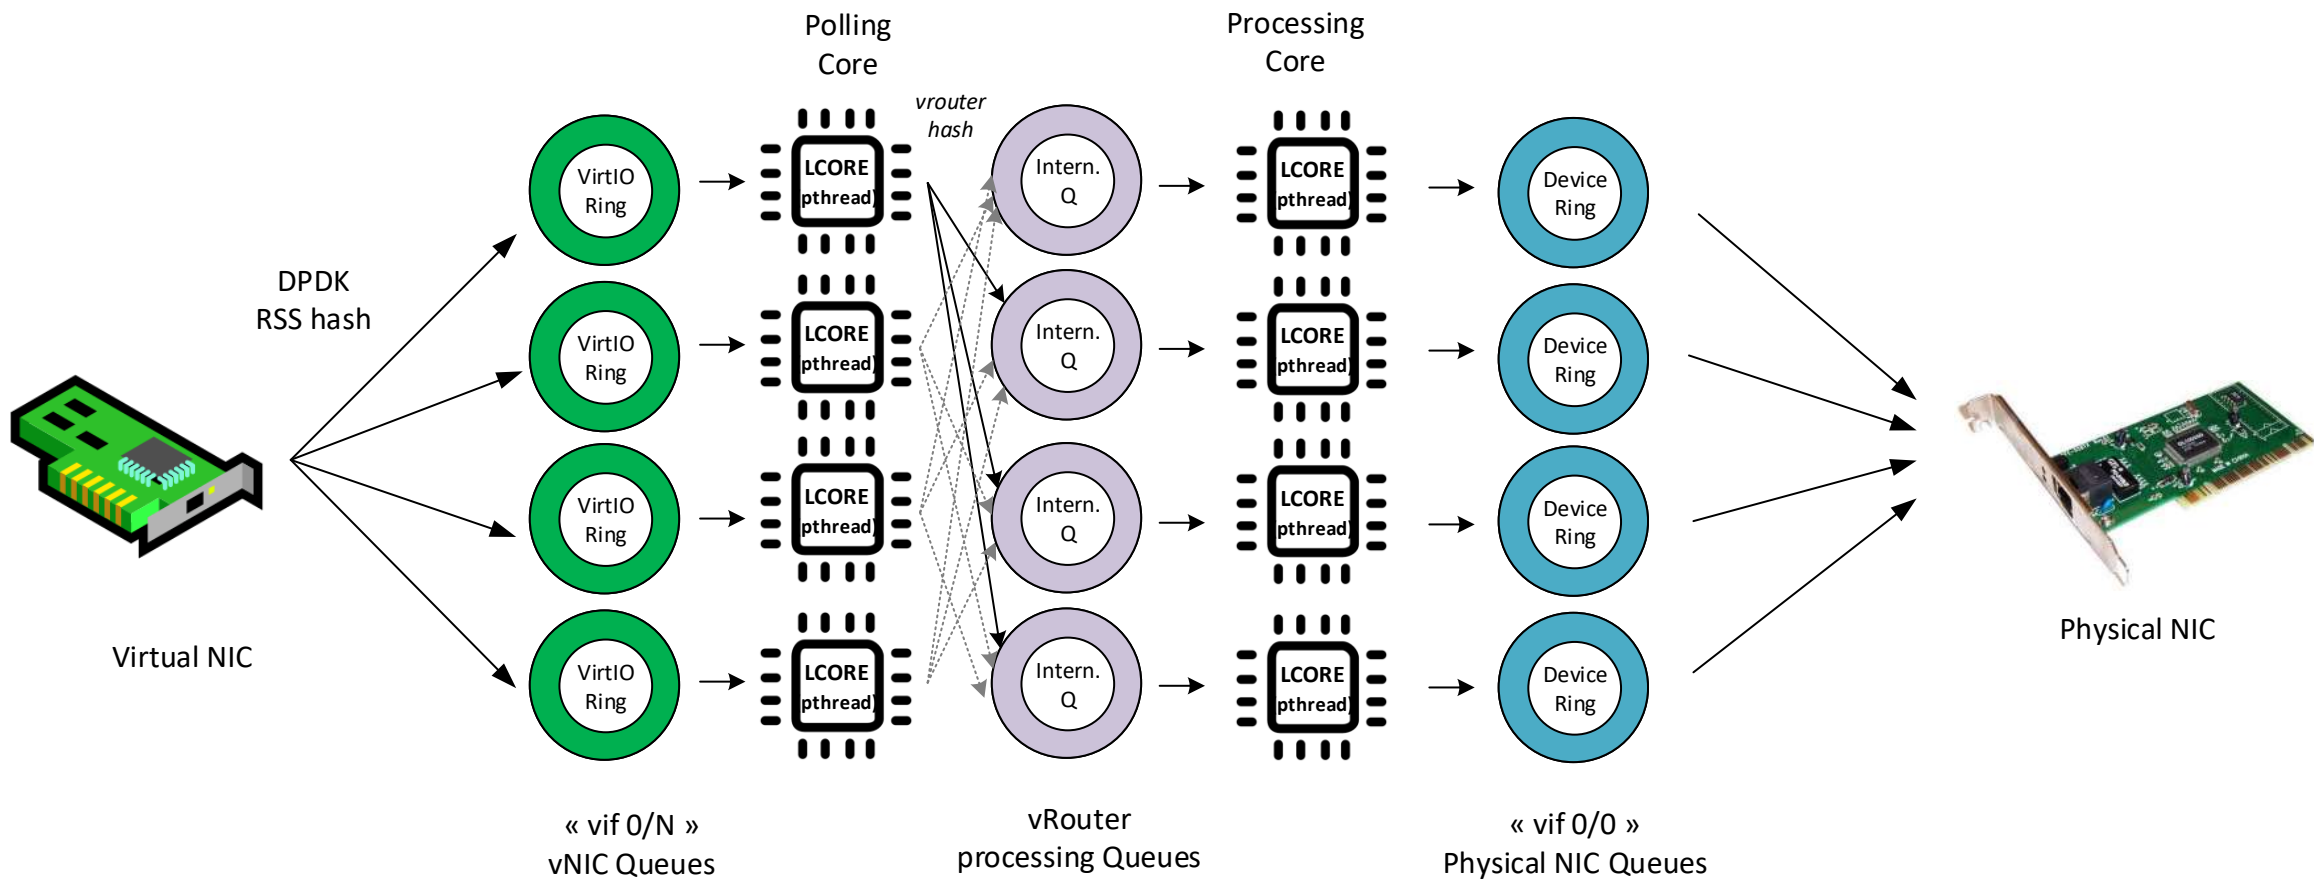 Polling
Core
Processing
Core
vrouter
hash
DPDK
RSS hash
VirtIO
Ring
LCORE
(pthread)
Intern.
Q
LCORE
(pthread)
Device
Ring
VirtIO
Ring
LCORE
(pthread)
Intern.
Q
LCORE
(pthread)
Device
Ring
VirtIO
Ring
LCORE
(pthread)
Intern.
Q
LCORE
(pthread)
Device
Ring
VirtIO
Ring
LCORE
(pthread)
Intern.
Q
LCORE
(pthread)
Device
Ring
Virtual NIC
Physical NIC
« vif 0/N »
vNIC Queues
vRouter
processing Queues
« vif 0/0 »
Physical NIC Queues